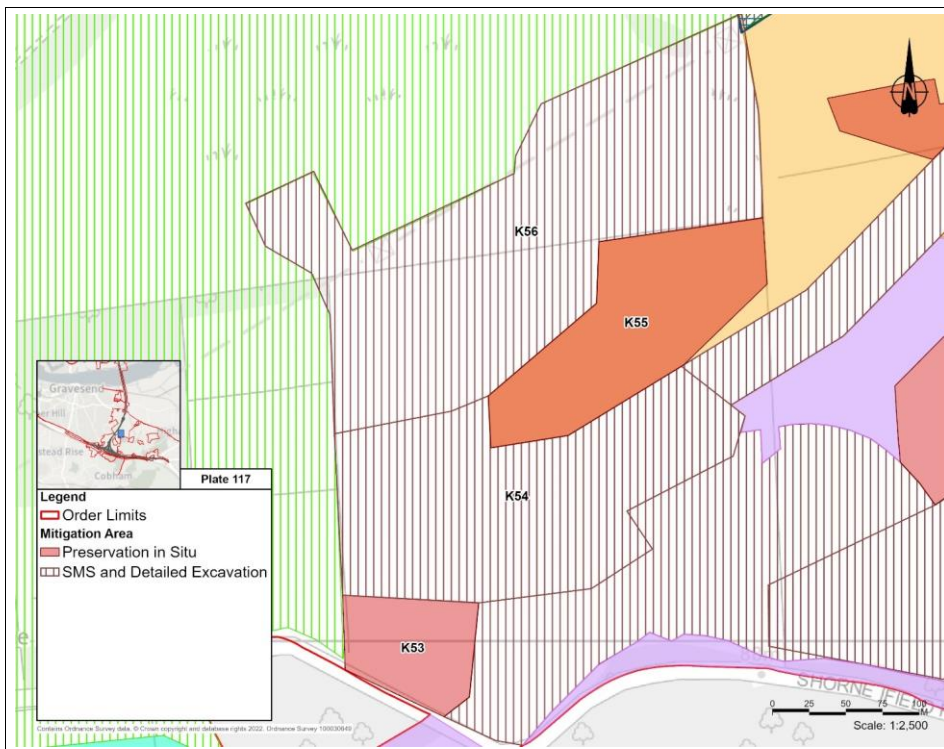 N
K56
K55
Gravesend
Cobham
Plate 117
Legend
Order Limits
Mitigation Area
Preservation in Situ
SMS and Detailed Excavation
K54
K53
SHORNE IFIELD
0 25 50 75 100
M
Scale: 1:2,500
Contains Ordnance Survey data, © Crown copyright and database rights 2022. Ordnance Survey 100030649